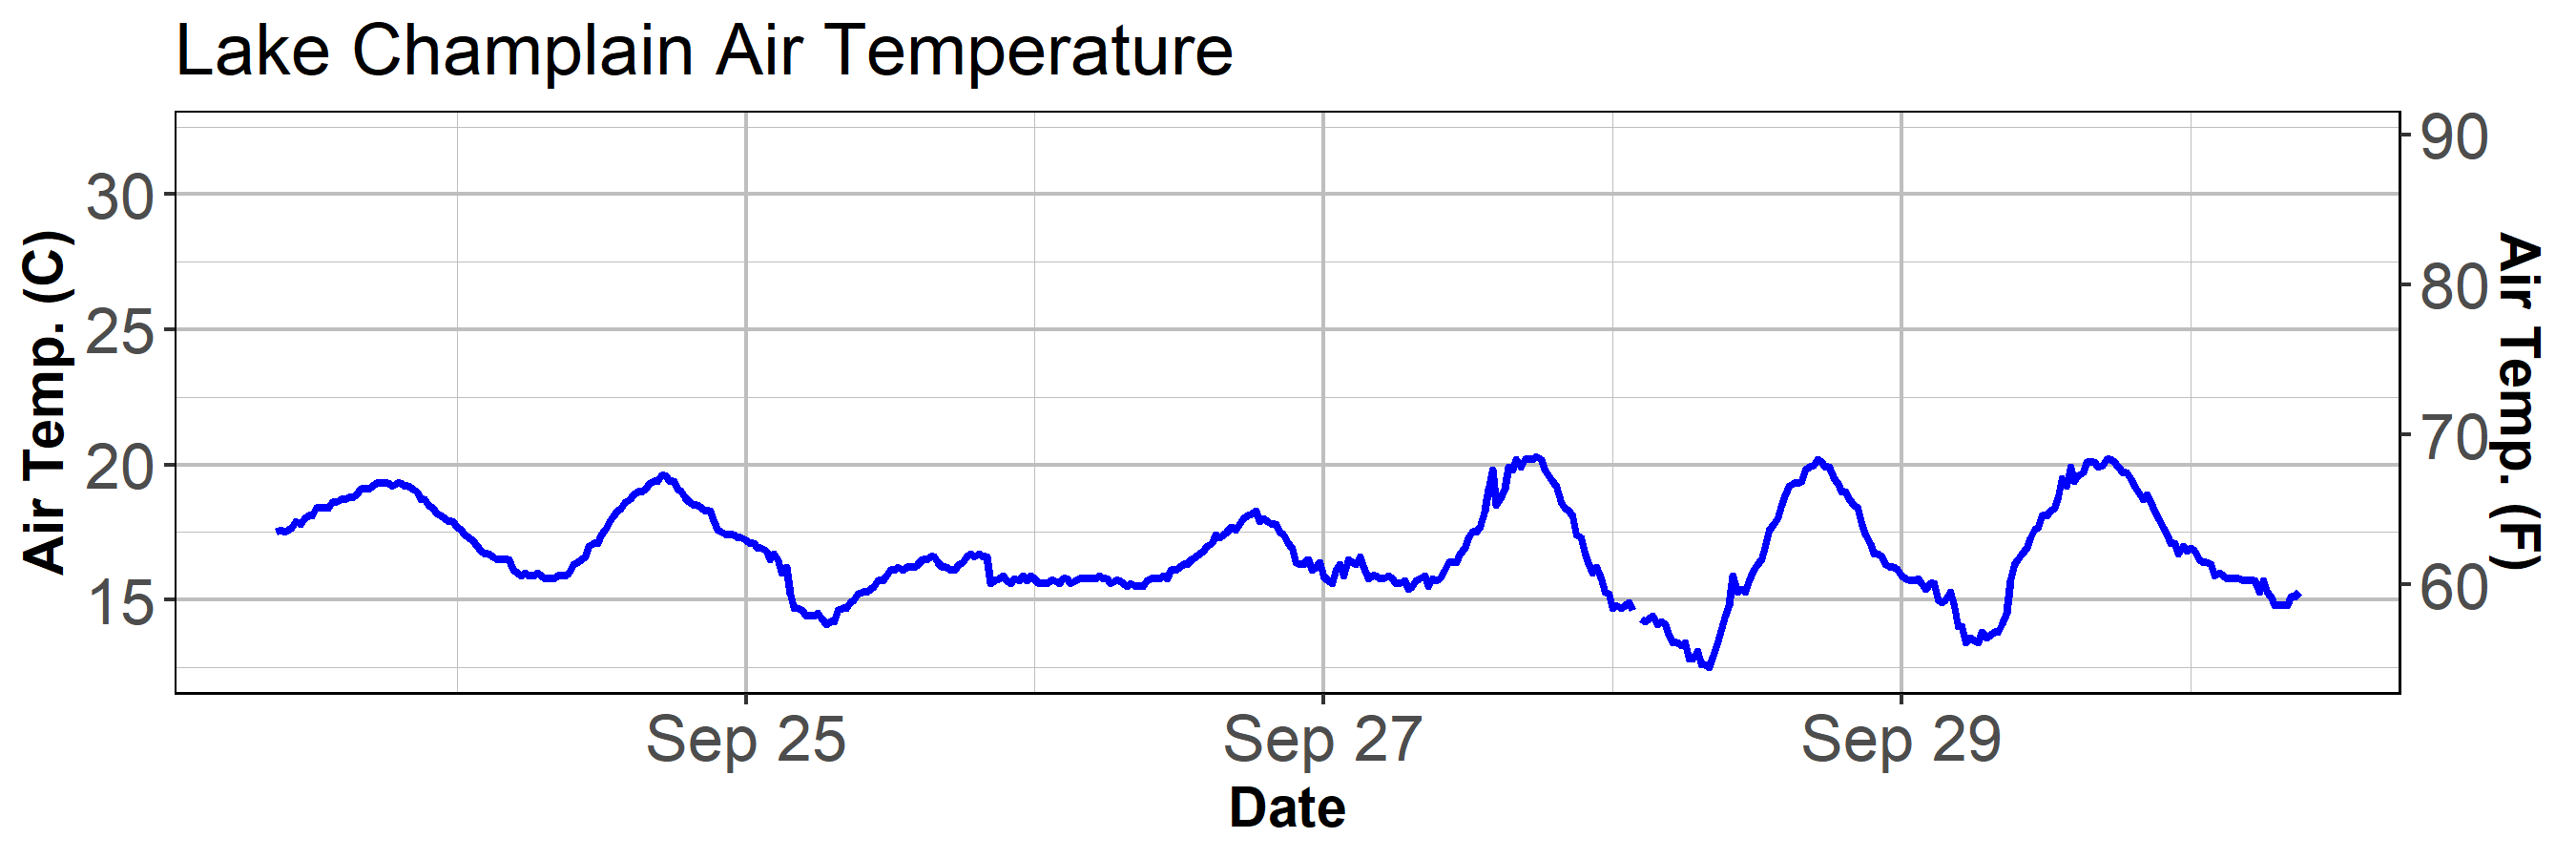 Lake Champlain Air Temperature
Air Temp. (C)
30
25
20
15
90
80
70
60
Air Temp. (F)
Sep 25
Sep 27
Sep 29
Date